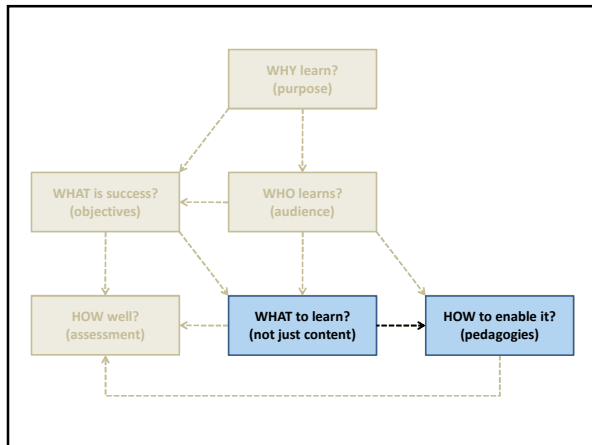 WHY learn?
(purpose)
WHAT is success?
(objectives)
WHO learns?
(audience)
HOW well?
(assessment)
WHAT to learn?
(not just content)
HOW to enable it?
(pedagogies)